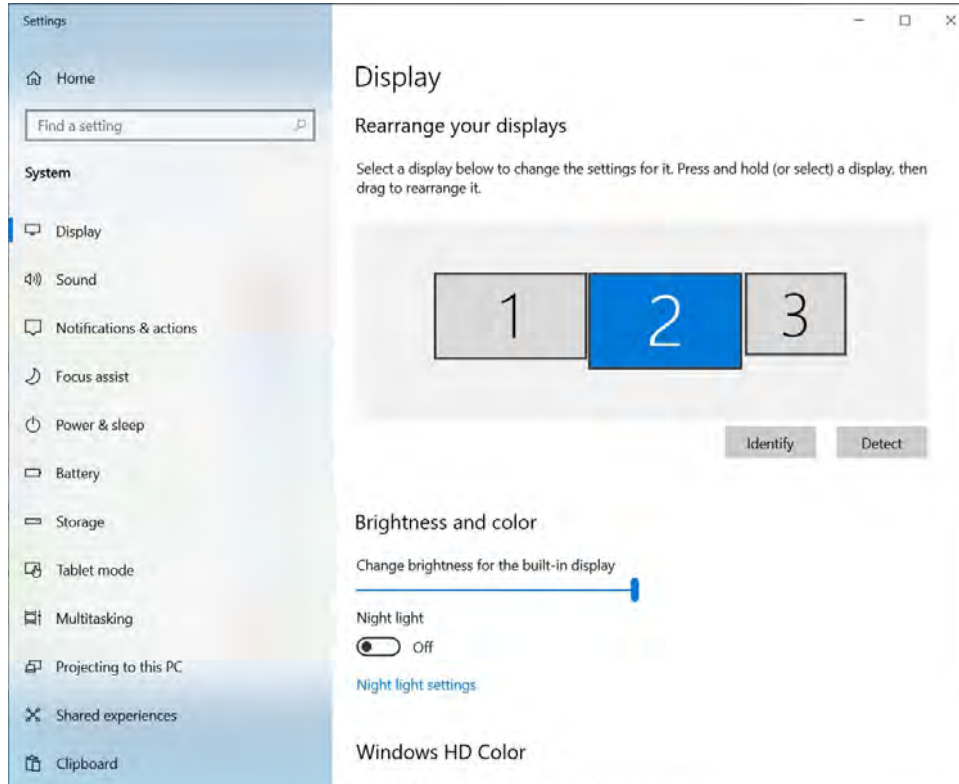 Settings
Home
Find a setting
System
Display
Sound
Notifications & actions
Focus assist
Power & sleep
Battery
Storage
Tablet mode
Multitasking
Projecting to this PC
Shared experiences
Clipboard
Display
Rearrange your displays
Select a display below to change the settings for it. Press and hold (or select) a display, then
drag to rearrange it.
1 2 3
Identify Detect
Brightness and color
Change brightness for the built-in display
Night light
Off
Night light settings
Windows HD Color